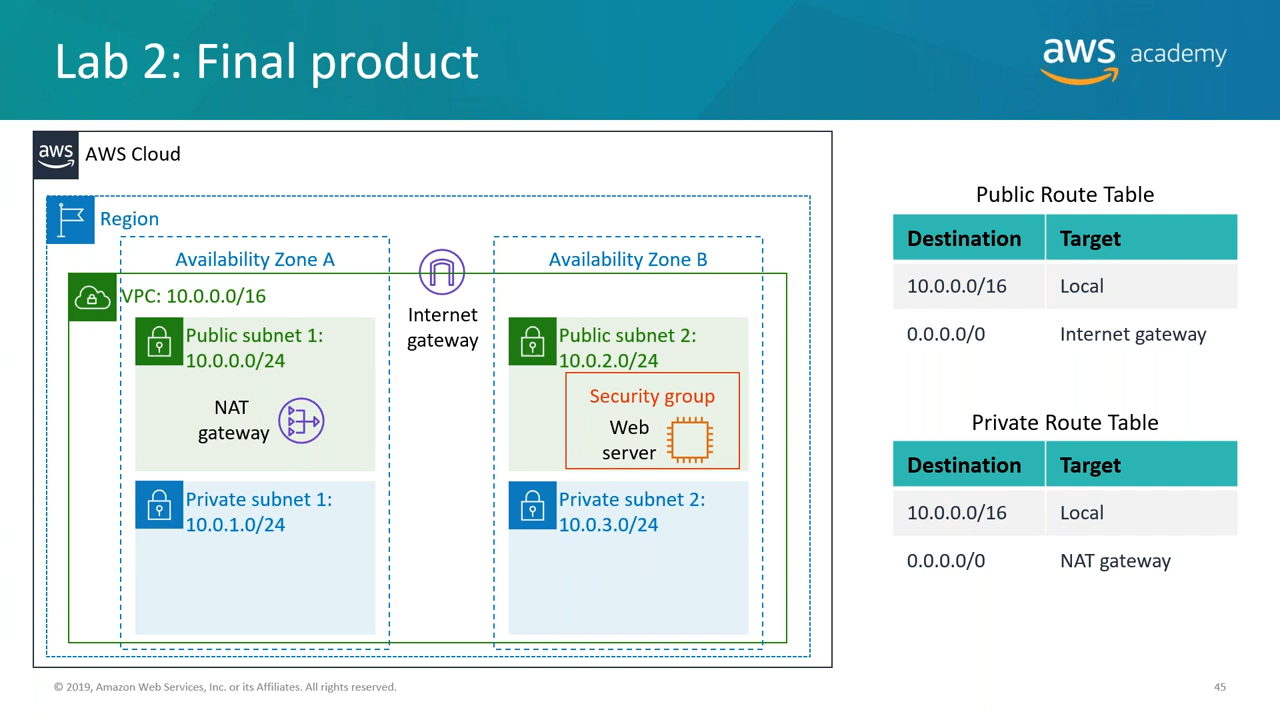 Lab 2: Final product
aws academy
aws
AWS Cloud
Region
Availability Zone A
Availability Zone B
VPC: 10.0.0.0/16
Internet
gateway
Public subnet 1:
10.0.0.0/24
NAT
gateway
Public subnet 2:
10.0.2.0/24
Security group
Web
server
Private subnet 1:
10.0.1.0/24
Private subnet 2:
10.0.3.0/24
Public Route Table
Destination Target
10.0.0.0/16 Local
0.0.0.0/0 Internet gateway
Private Route Table
Destination Target
10.0.0.0/16 Local
0.0.0.0/0 NAT gateway
© 2019, Amazon Web Services, Inc. or its Affiliates. All rights reserved.
45